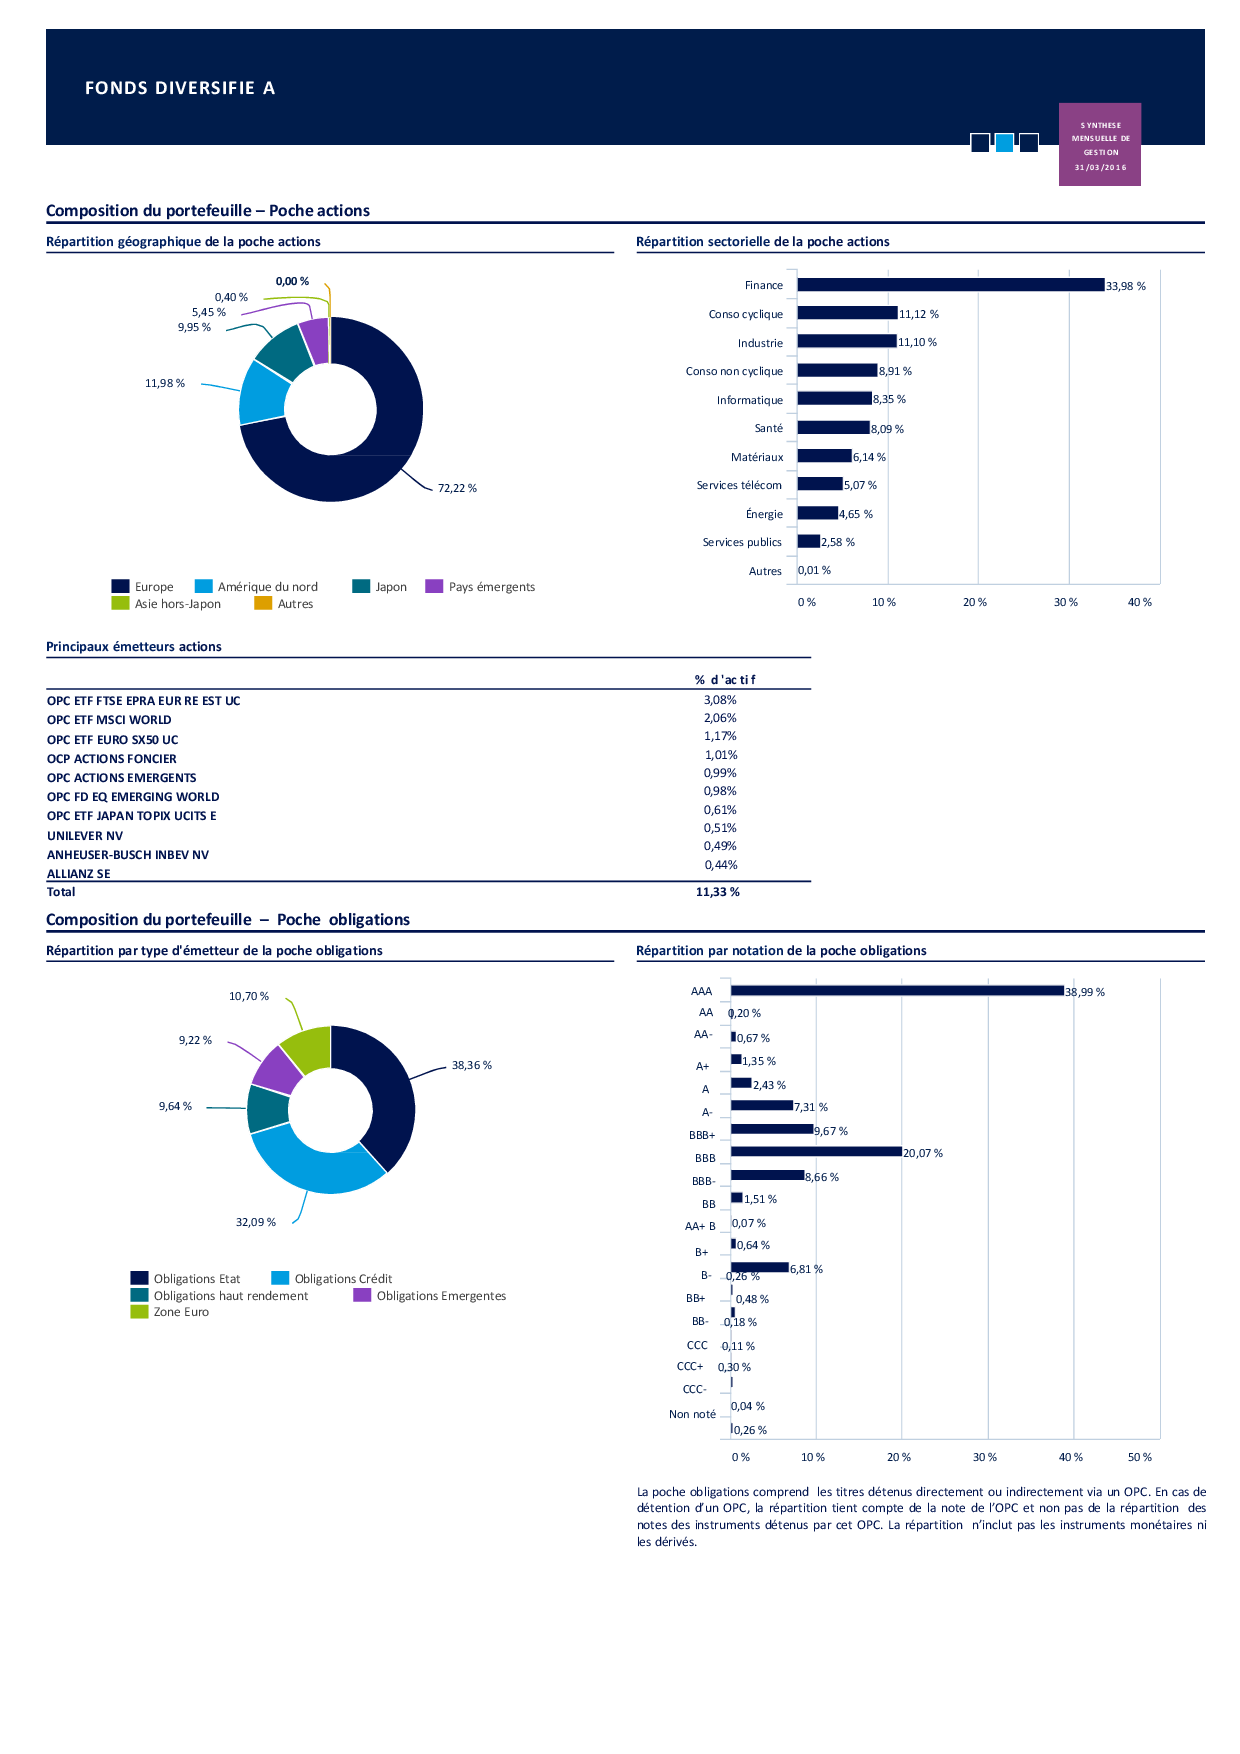 FONDS DIVERSIFIE A
SYNTHESE
MENSUELLE DE
GESTION
31/03/2016
Composition du portefeuille – Poche actions
Répartition géographique de la poche actions
0,00 %
0,40 %
5,45 %
9,95 %
11,98 %
72,22 %
Europe Amérique du nord Japon Pays émergents
Asie hors-Japon Autres
Répartition sectorielle de la poche actions
Finance 33,98 %
Conso cyclique 11,12 %
Industrie 11,10 %
Conso non cyclique 8,91 %
Informatique 8,35 %
Santé 8,09 %
Matériaux 6,14 %
Services télécom 5,07 %
Énergie 4,65 %
Services publics 2,58 %
Autres 0,01 %
0 % 10 % 20 % 30 % 40 %
Principaux émetteurs actions
% d'actif
OPC ETF FTSE EPRA EUR RE EST UC 3,08%
OPC ETF MSCI WORLD 2,06%
OPC ETF EURO SX50 UC 1,17%
OCP ACTIONS FONCIER 1,01%
OPC ACTIONS EMERGENTS 0,99%
OPC FD EQ EMERGING WORLD 0,98%
OPC ETF JAPAN TOPIX UCITS E 0,61%
UNILEVER NV 0,51%
ANHEUSER-BUSCH INBEV NV 0,49%
ALLIANZ SE 0,44%
Total 11,33 %
Composition du portefeuille – Poche obligations
Répartition par type d'émetteur de la poche obligations
10,70 %
9,22 %
38,36 %
9,64 %
32,09 %
Obligations Etat Obligations Crédit
Obligations haut rendement Obligations Emergentes
Zone Euro
Répartition par notation de la poche obligations
AAA 38,99 %
AA 0,20 %
AA- 0,67 %
A+ 1,35 %
A 2,43 %
A- 7,31 %
BBB+ 9,67 %
BBB 20,07 %
BBB- 8,66 %
BB 1,51 %
AA+ B 0,07 %
B+ 0,64 %
B- 6,81 %
0,26 %
BB+ 0,48 %
BB- 0,18 %
CCC 0,11 %
CCC+ 0,30 %
CCC-
Non noté 0,04 %
0,26 %
0 % 10 % 20 % 30 % 40 % 50 %
La poche obligations comprend les titres détenus directement ou indirectement via un OPC. En cas de
détention d’un OPC, la répartition tient compte de la note de l’OPC et non pas de la répartition des
notes des instruments détenus par cet OPC. La répartition n’inclut pas les instruments monétaires ni
les dérivés.